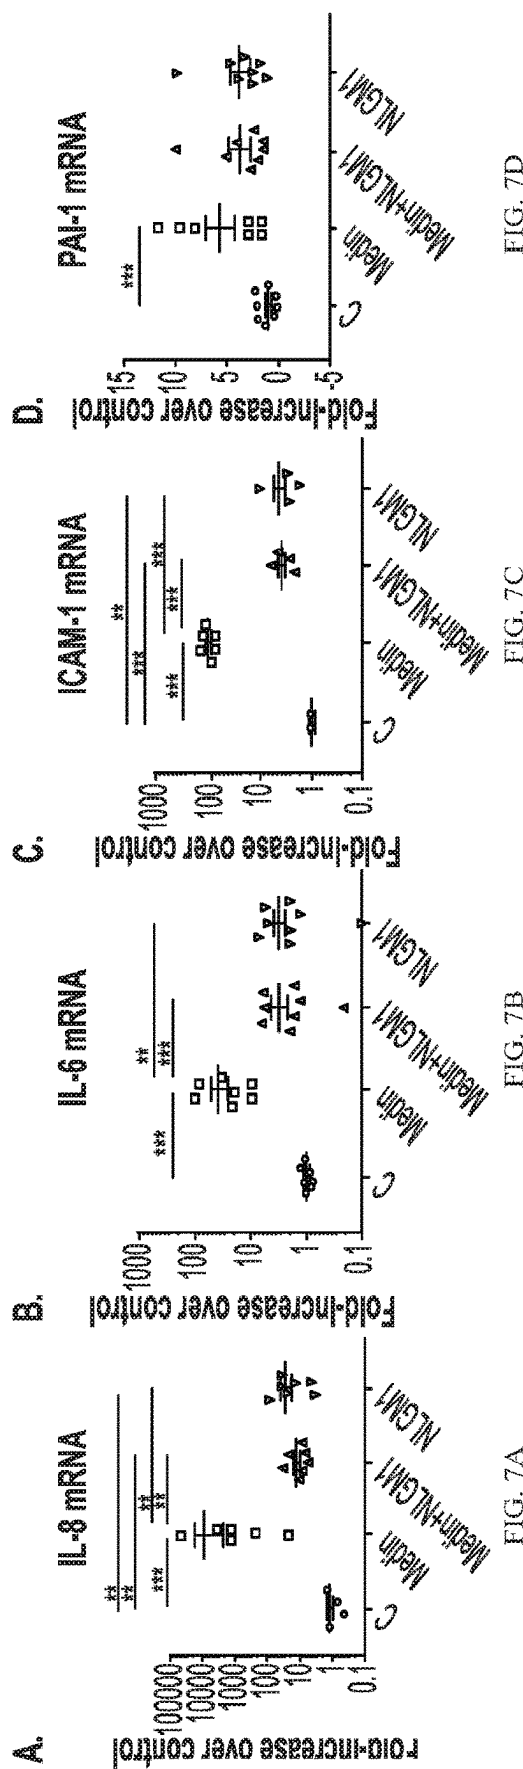 A.
IL-8 mRNA
Fold-Increase over control
100000
10000
1000
100
10
1
0.1
**
**
***
**
**
C
Medin
Medin+NLGM1
NLGM1
FIG. 7A
B.
IL-6 mRNA
Fold-Increase over control
1000
100
10
1
0.1
***
**
***
C
Medin
Medin+NLGM1
NLGM1
FIG. 7B
C.
ICAM-1 mRNA
Fold-Increase over control
1000
100
10
1
0.1
**
***
***
***
***
C
Medin
Medin+NLGM1
NLGM1
FIG. 7C
D.
PAI-1 mRNA
Fold-Increase over control
15
10
5
0
-5
***
C
Medin
Medin+NLGM1
NLGM1
FIG. 7D